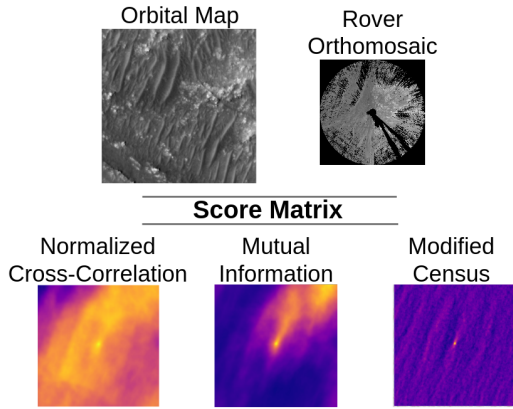 Orbital Map
Rover
Orthomosaic
Score Matrix
Normalized
Cross-Correlation
Mutual
Information
Modified
Census